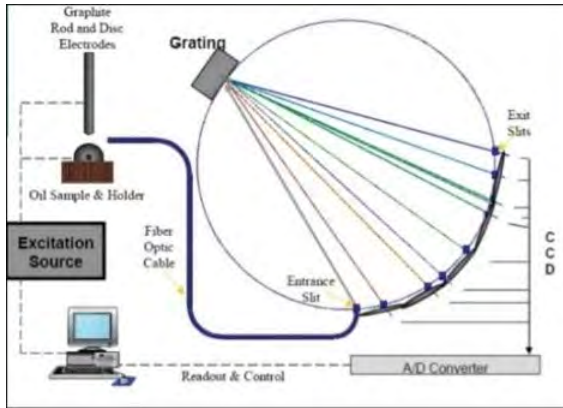 Graphite
Rod and Disc
Electrodes
Grating
Exit
Slits
Oil Sample & Holder
Excitation
Source
Fiber
Optic
Cable
Entrance
Slit
C
C
D
A/D Converter
Readout & Control